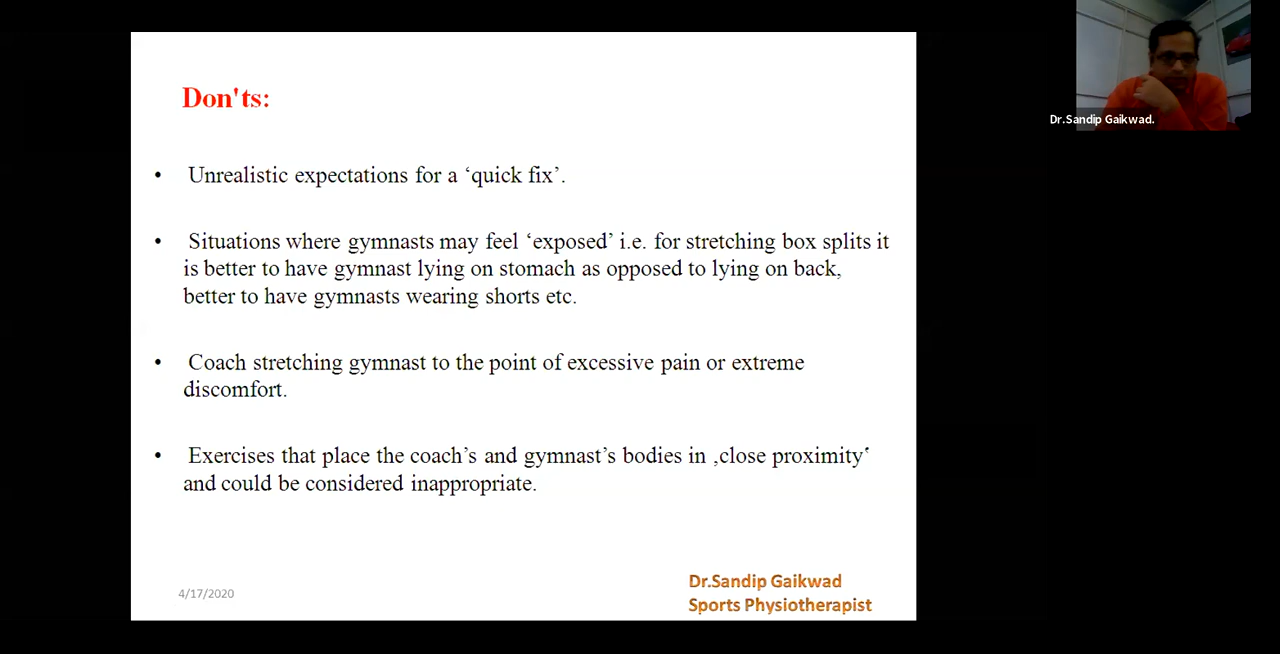 Don'ts:
• Unrealistic expectations for a ‘quick fix’.
• Situations where gymnasts may feel ‘exposed’ i.e. for stretching box splits it
is better to have gymnast lying on stomach as opposed to lying on back,
better to have gymnasts wearing shorts etc.
• Coach stretching gymnast to the point of excessive pain or extreme
discomfort.
• Exercises that place the coach’s and gymnast’s bodies in ‚close proximity‛
and could be considered inappropriate.
4/17/2020
Dr.Sandip Gaikwad
Sports Physiotherapist
Dr.Sandip Gaikwad.